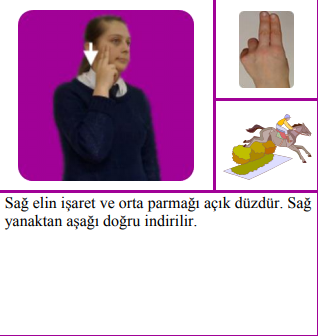 Sağ elin işaret ve orta parmağı açık düzdür. Sağ
yanaktan aşağı doğru indirilir.